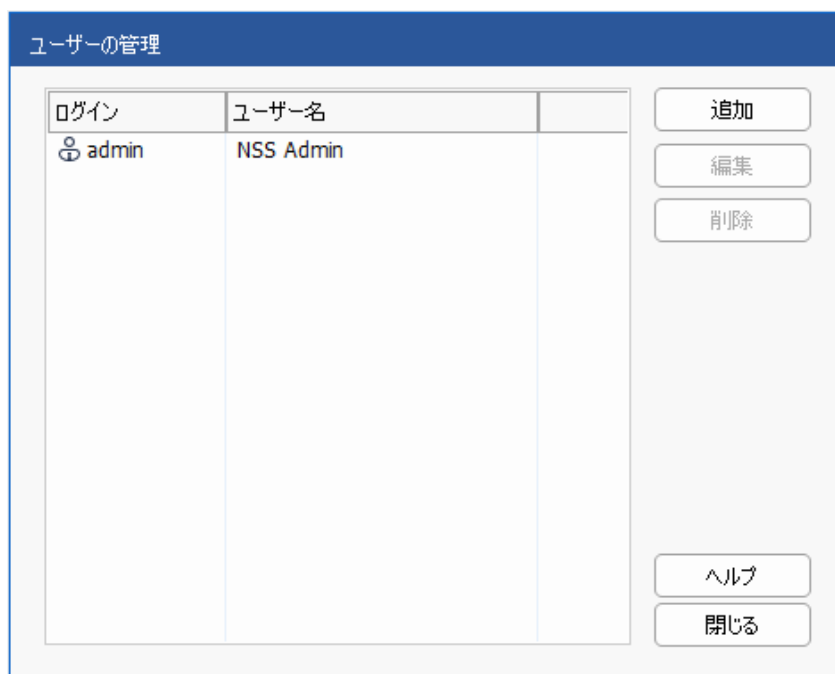 ユーザーの管理
ログイン ユーザー名
admin NSS Admin
追加
編集
削除
ヘルプ
閉じる